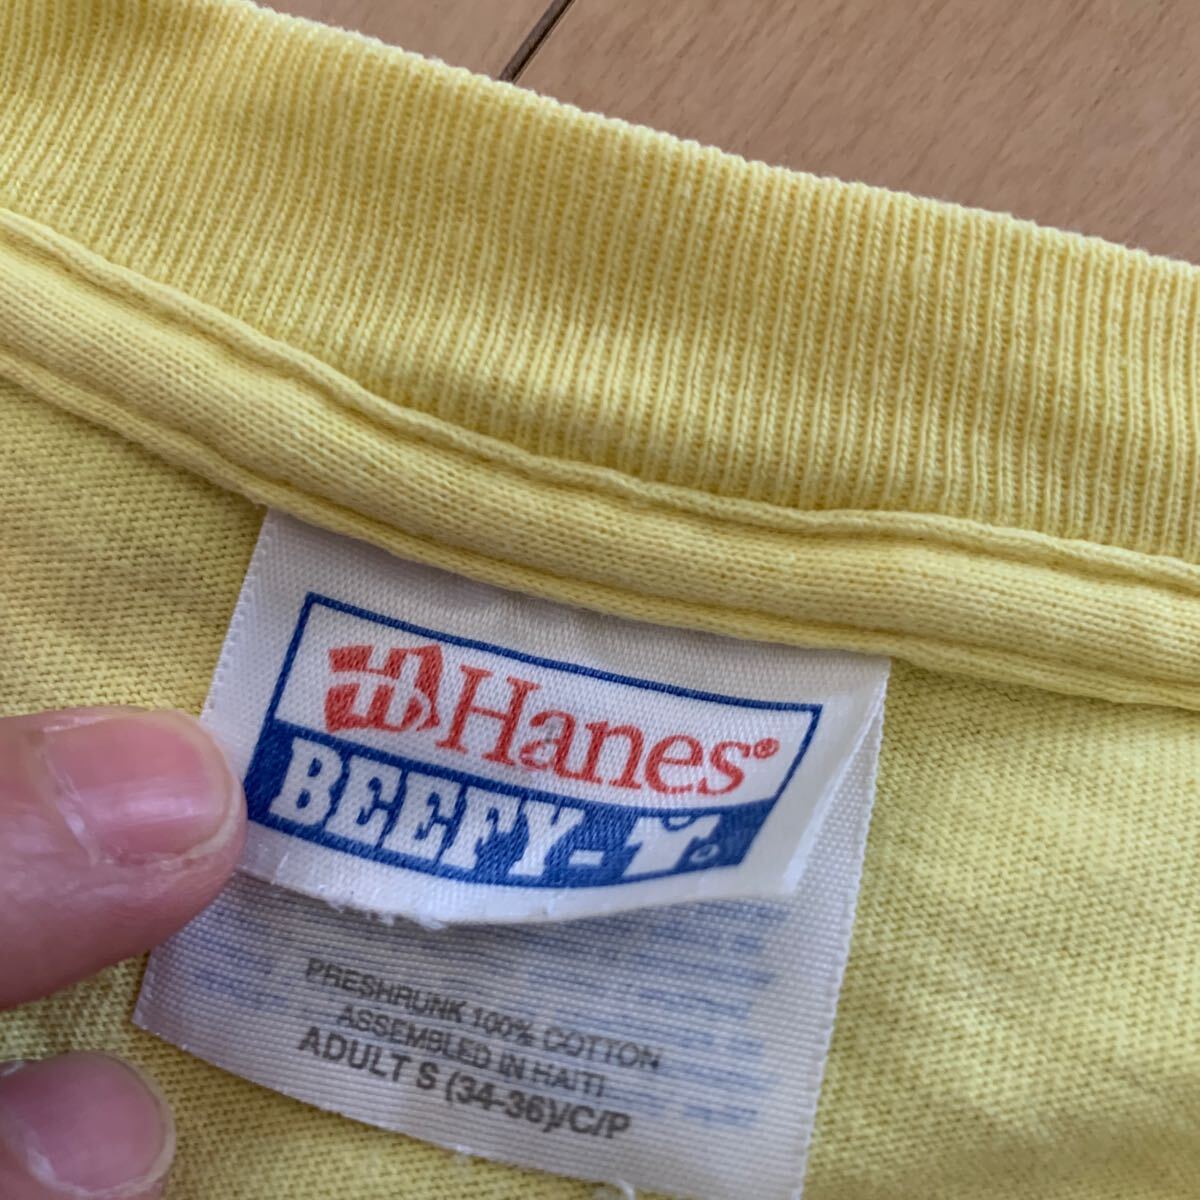 Hanes®
BEEFY-T®
PRESHRUNK 100% COTTON
ASSEMBLED IN HAITI
ADULT S (34-36)/C/P